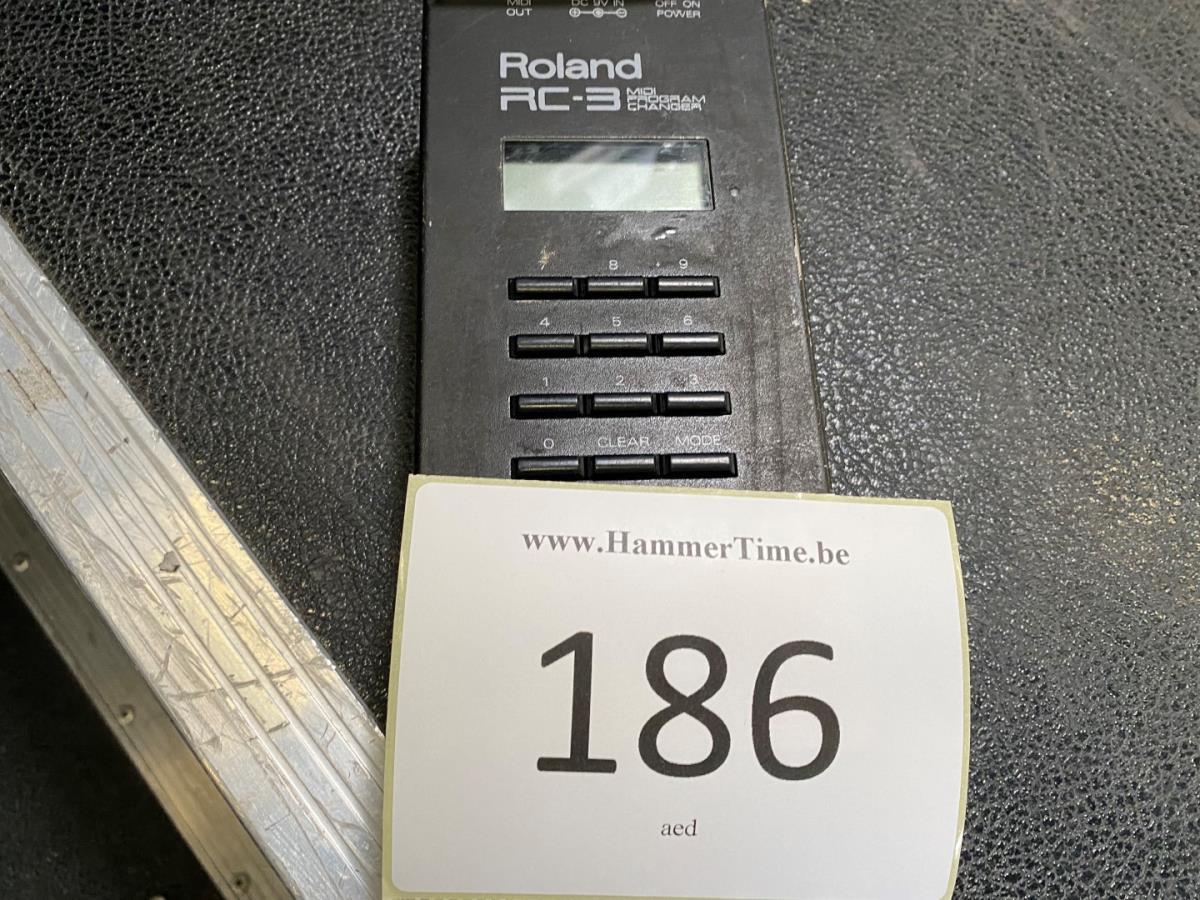 MIDI DC 9V IN OFF ON
OUT POWER
Roland
RC-3 MIDI PROGRAM CHANGER
7 8 9
4 5 6
1 2 3
0 CLEAR MODE
www.HammerTime.be
186
aed